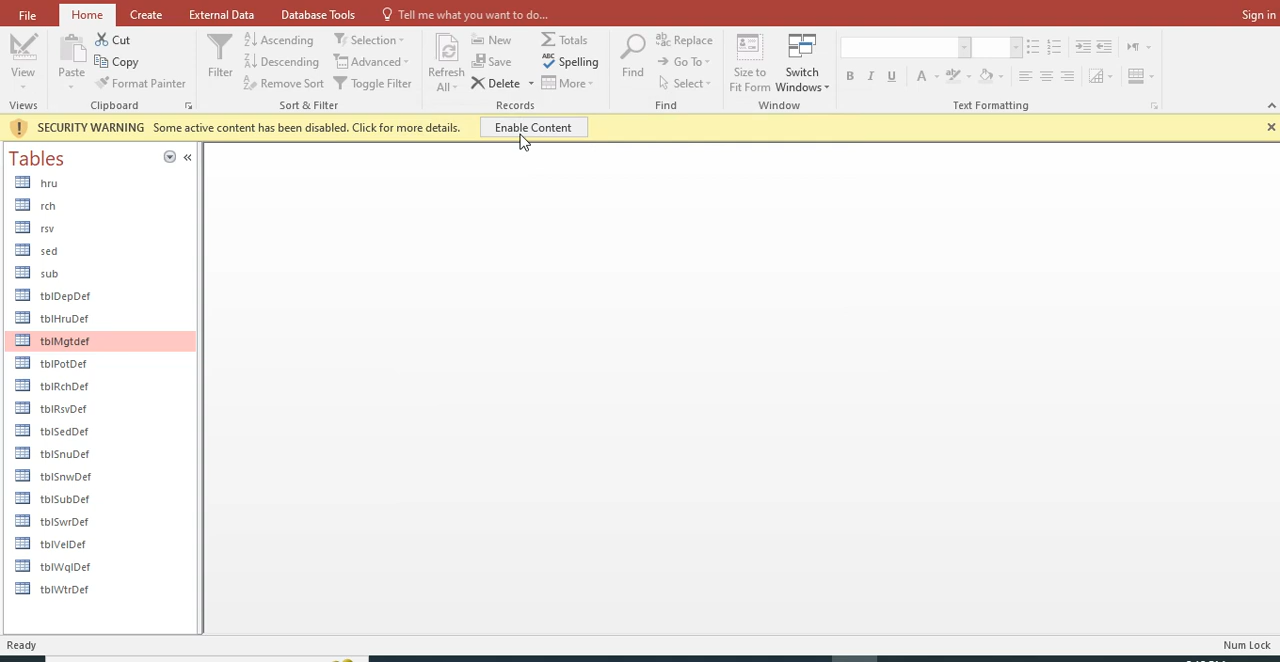 File Home Create External Data Database Tools Tell me what you want to do... Sign in
View Paste Cut Copy Format Painter
Filter Ascending Descending Remove Sort Selection Advanced Toggle Filter
Refresh All New Save Delete Totals Spelling More
Find Replace Go To Select
Size to Fit Form Switch Windows
B I U A
Views Clipboard Sort & Filter Records Find Window Text Formatting
SECURITY WARNING Some active content has been disabled. Click for more details. Enable Content
Tables
hru
rch
rsv
sed
sub
tblDepDef
tblHruDef
tblMgtdef
tblPotDef
tblRchDef
tblRsvDef
tblSedDef
tblSnuDef
tblSnwDef
tblSubDef
tblSwrDef
tblVelDef
tblWqlDef
tblWtrDef
Ready Num Lock